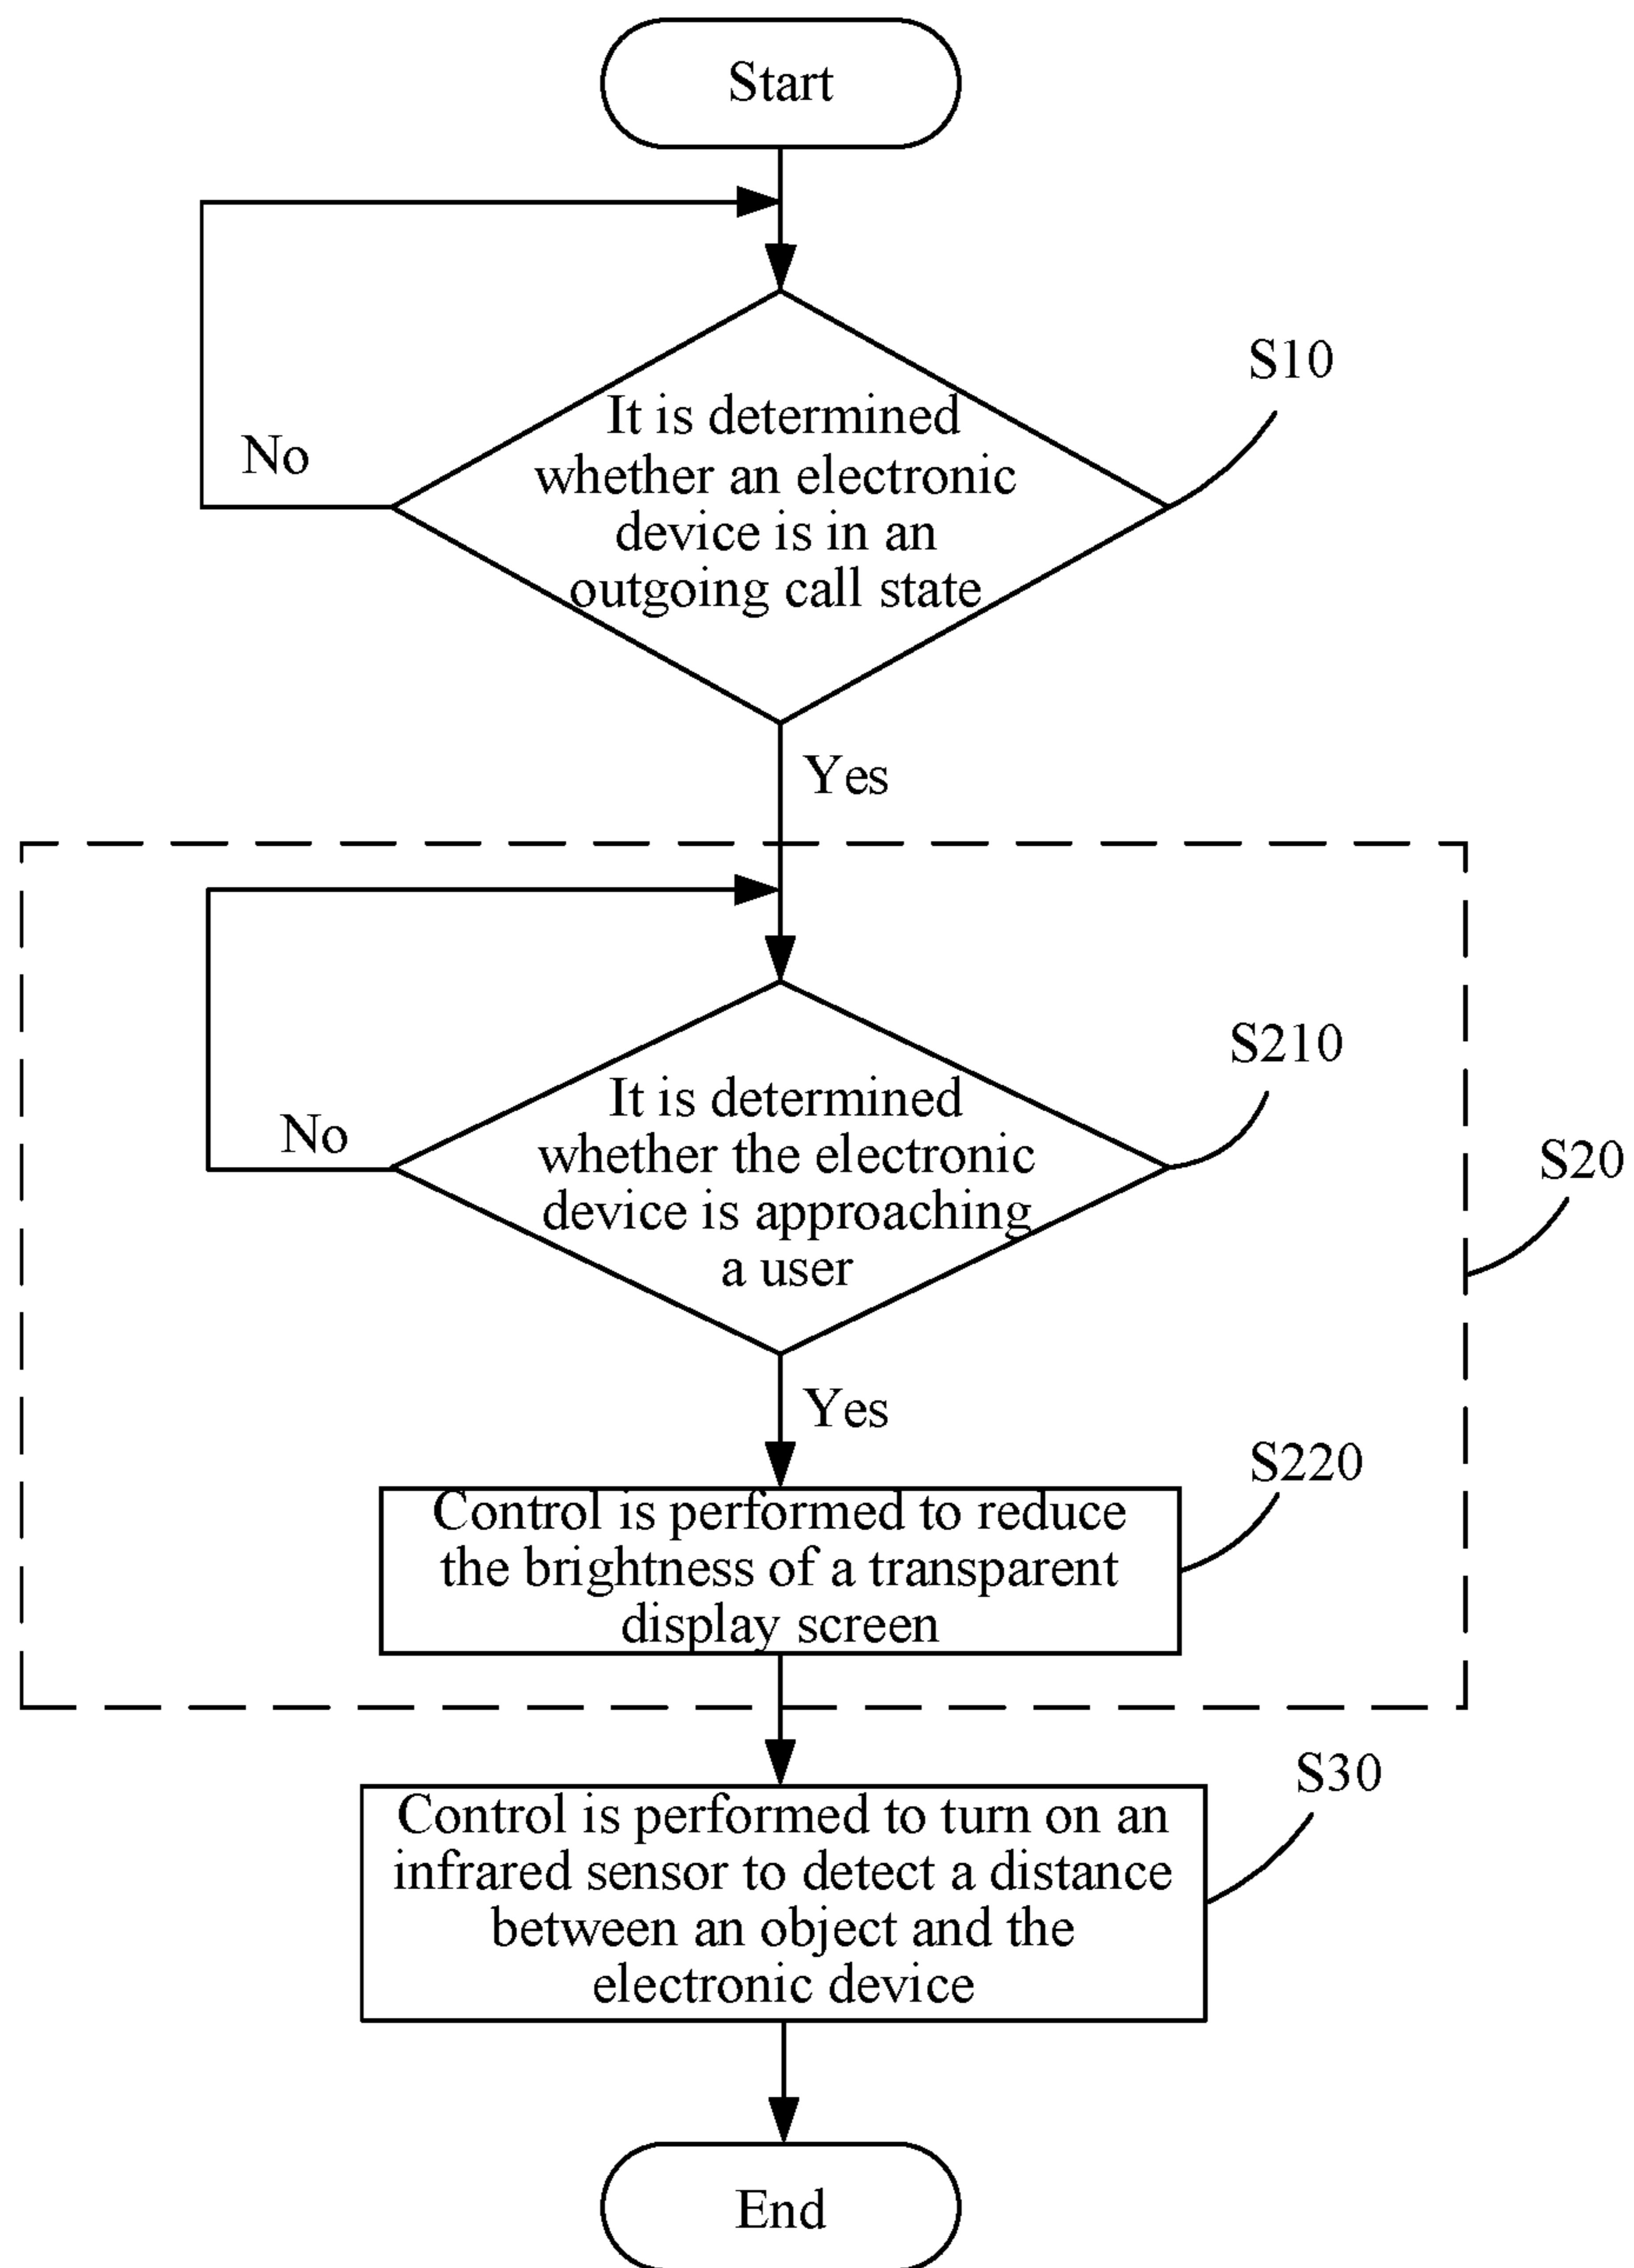 Start
S10
It is determined
whether an electronic
device is in an
outgoing call state
No
Yes
S210
It is determined
whether the electronic
device is approaching
a user
No
S20
Yes
S220
Control is performed to reduce
the brightness of a transparent
display screen
S30
Control is performed to turn on an
infrared sensor to detect a distance
between an object and the
electronic device
End